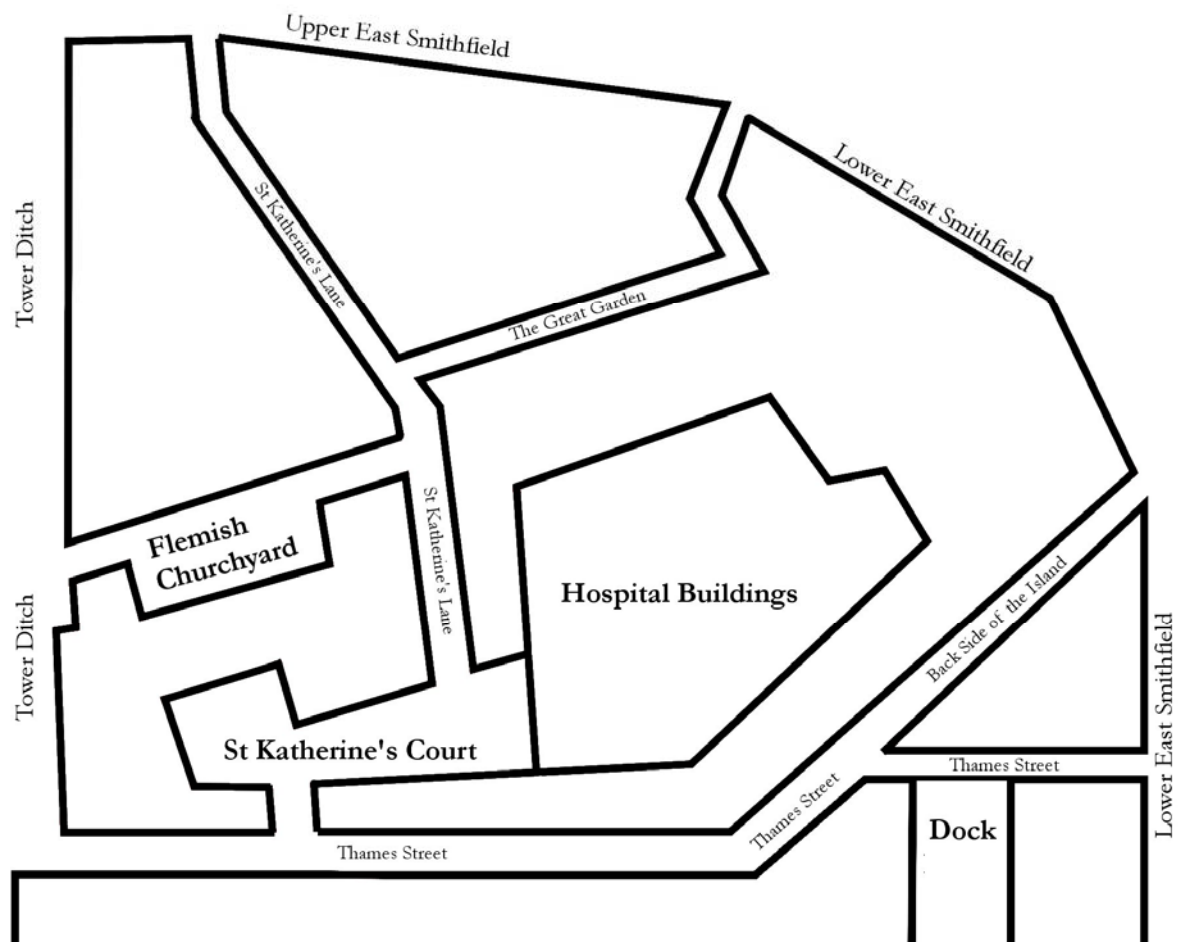 Upper East Smithfield
Lower East Smithfield
Tower Ditch
St Katherine's Lane
The Great Garden
Flemish
Churchyard
St Katherine's Lane
Hospital Buildings
Back Side of the Island
Tower Ditch
Lower East Smithfield
St Katherine's Court
Thames Street
Thames Street
Dock
Thames Street